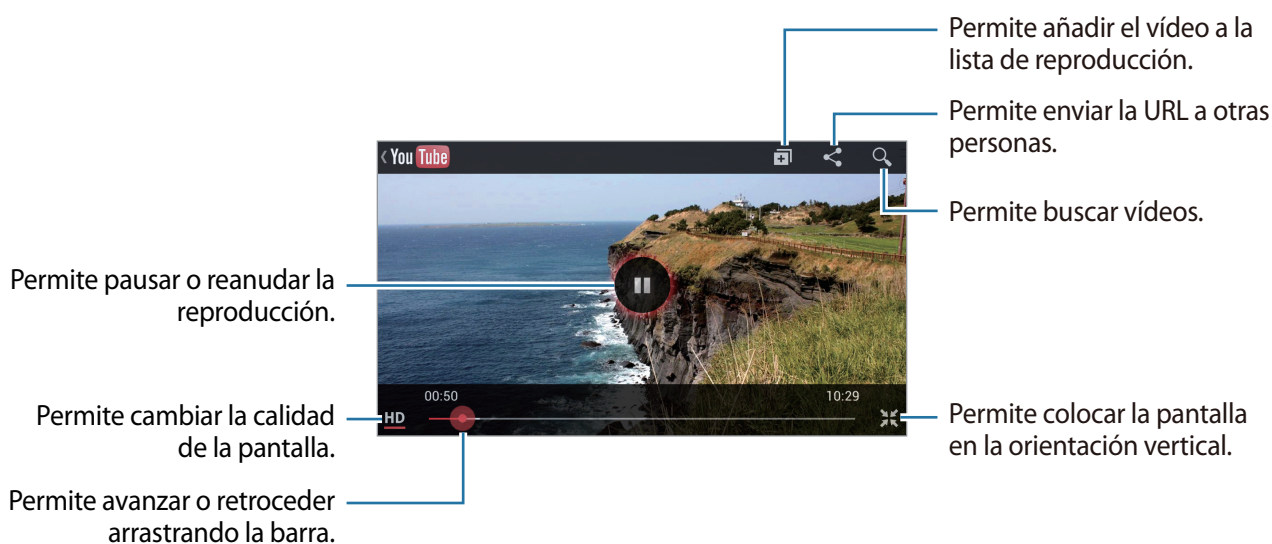 Permite añadir el vídeo a la
lista de reproducción.
Permite enviar la URL a otras
personas.
Permite buscar vídeos.
You Tube
Permite pausar o reanudar la
reproducción.
00:50
10:29
HD
Permite cambiar la calidad
de la pantalla.
Permite colocar la pantalla
en la orientación vertical.
Permite avanzar o retroceder
arrastrando la barra.